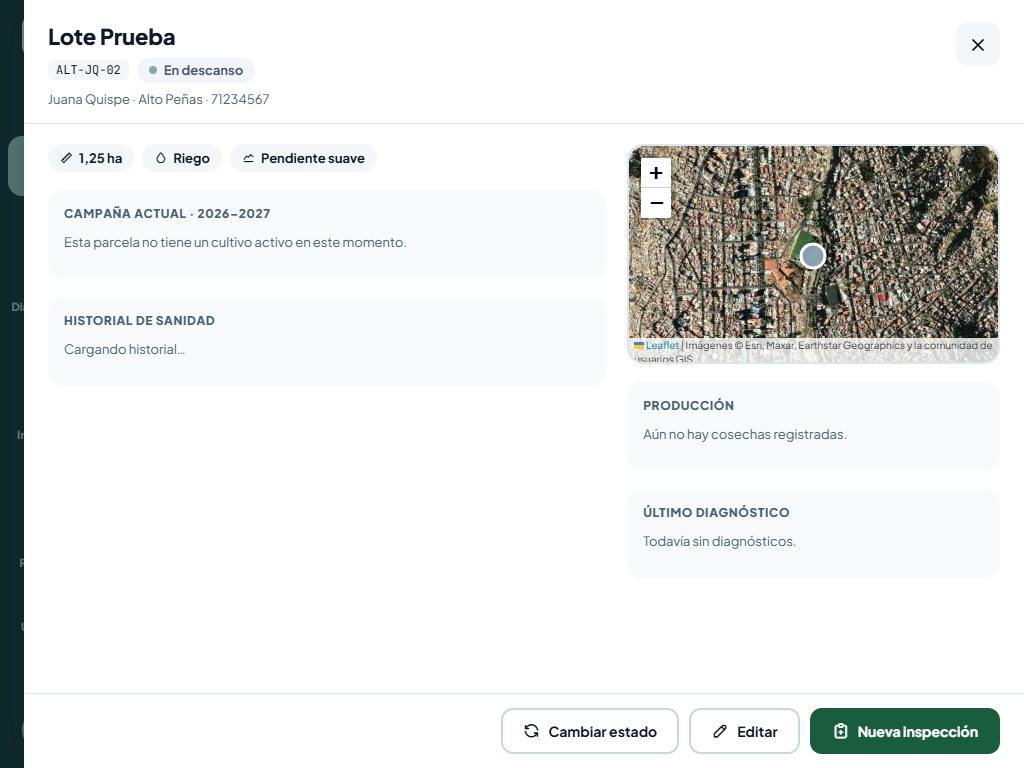 Lote Prueba
ALT-JQ-02
En descanso
Juana Quispe · Alto Peñas · 71234567
1,25 ha
Riego
Pendiente suave
CAMPAÑA ACTUAL · 2026–2027
Esta parcela no tiene un cultivo activo en este momento.
HISTORIAL DE SANIDAD
Cargando historial…
+
−
Leaflet | Imágenes © Esri, Maxar, Earthstar Geographics y la comunidad de
usuarios GIS
PRODUCCIÓN
Aún no hay cosechas registradas.
ÚLTIMO DIAGNÓSTICO
Todavía sin diagnósticos.
Cambiar estado
Editar
Nueva inspección